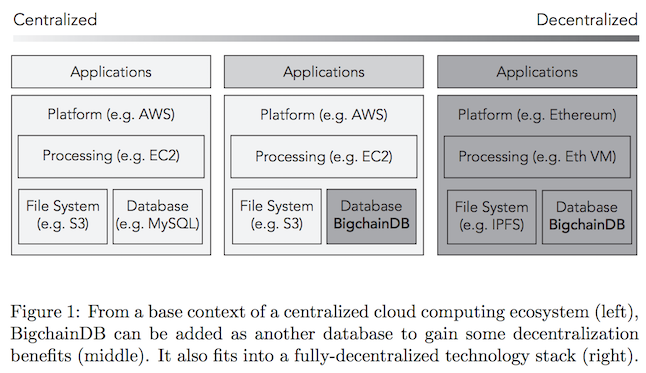 Centralized Decentralized
Applications Applications Applications
Platform (e.g. AWS) Platform (e.g. AWS) Platform (e.g. Ethereum)
Processing (e.g. EC2) Processing (e.g. EC2) Processing (e.g. Eth VM)
File System Database File System Database File System Database
(e.g. S3) (e.g. MySQL) (e.g. S3) BigchainDB (e.g. IPFS) BigchainDB
Figure 1: From a base context of a centralized cloud computing ecosystem (left),
BigchainDB can be added as another database to gain some decentralization
benefits (middle). It also fits into a fully-decentralized technology stack (right).